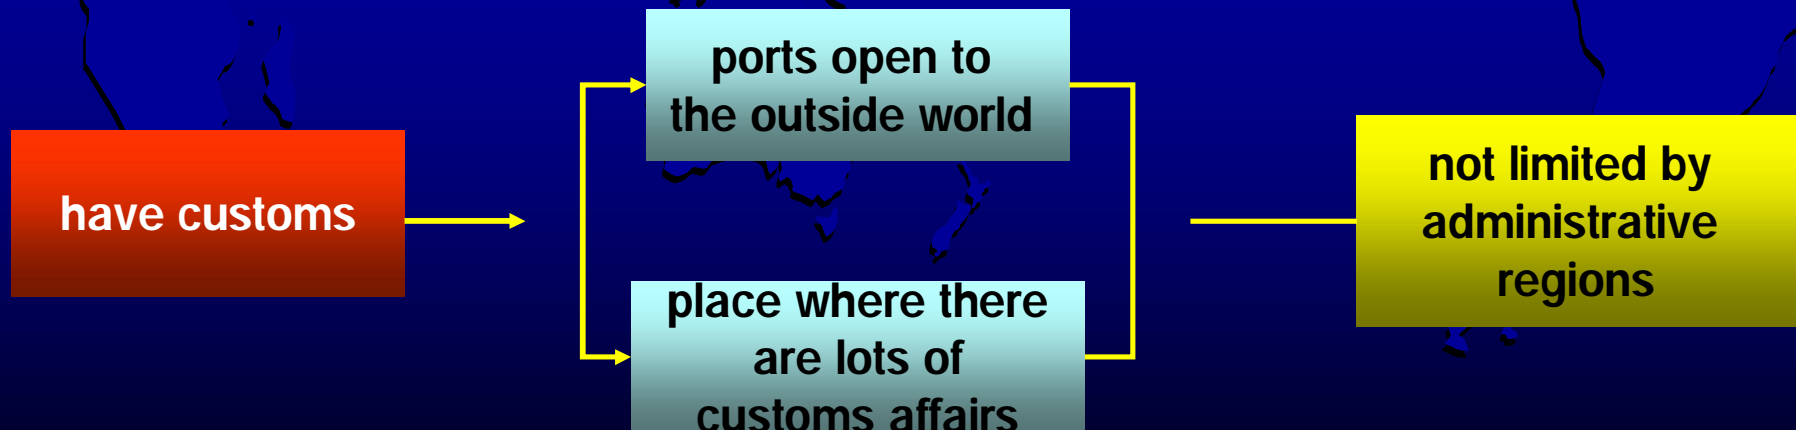 have customs
ports open to
the outside world
place where there
are lots of
customs affairs
not limited by
administrative
regions